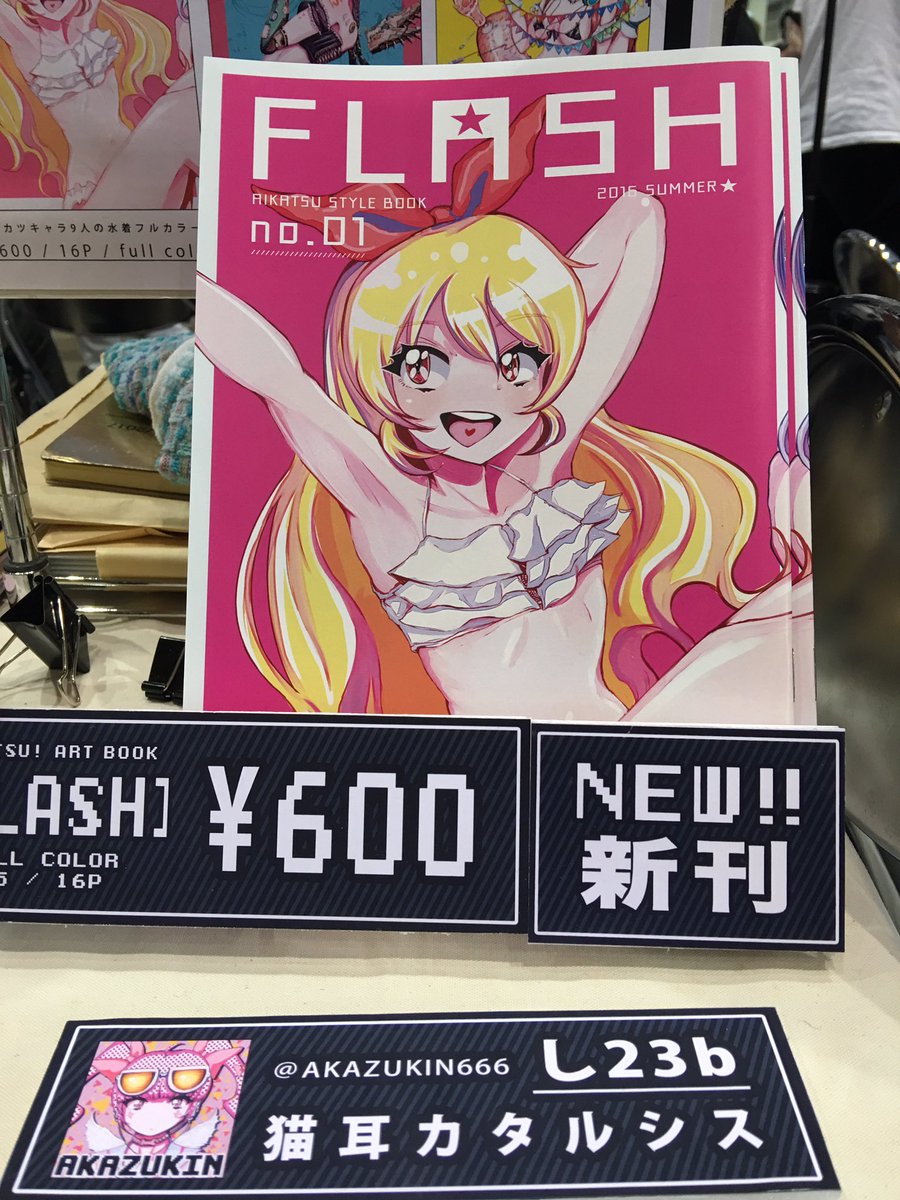 FLASH
AIKATSU STYLE BOOK
2016 SUMMER★
no.01
カツキャラ9人の水着フルカラー
600 / 16P / full col
TSU! ART BOOK
LASH]
¥600
LL COLOR
5 / 16P
NEW!!
新刊
@AKAZUKIN666
し23b
猫耳カタルシス
AKAZUKIN